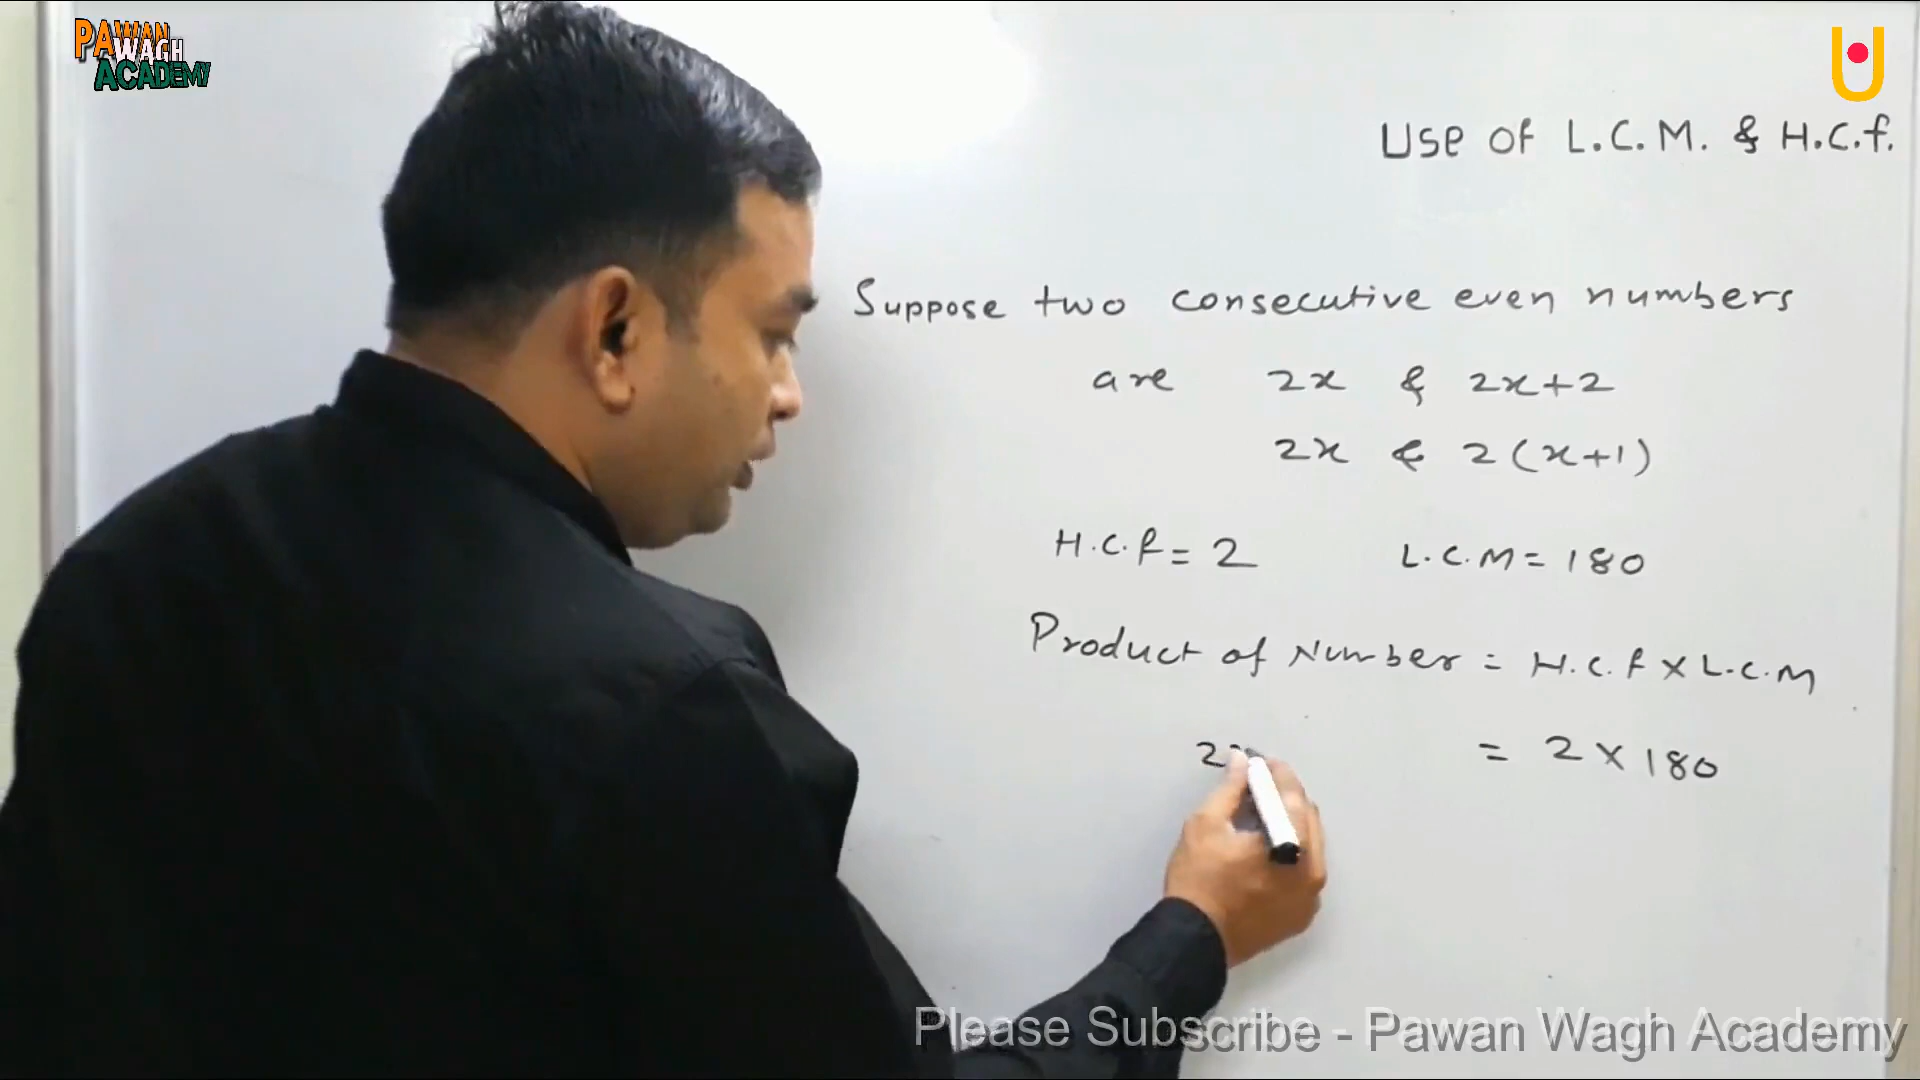 PAWAN
WAGH
ACADEMY
Use of L.C.M. & H.C.f.
Suppose two consecutive even numbers
are 2x & 2x+2
2x & 2(x+1)
H.C.f = 2 L.C.M = 180
Product of Number = H.C.f × L.C.M
2x = 2 × 180
Please Subscribe - Pawan Wagh Academy